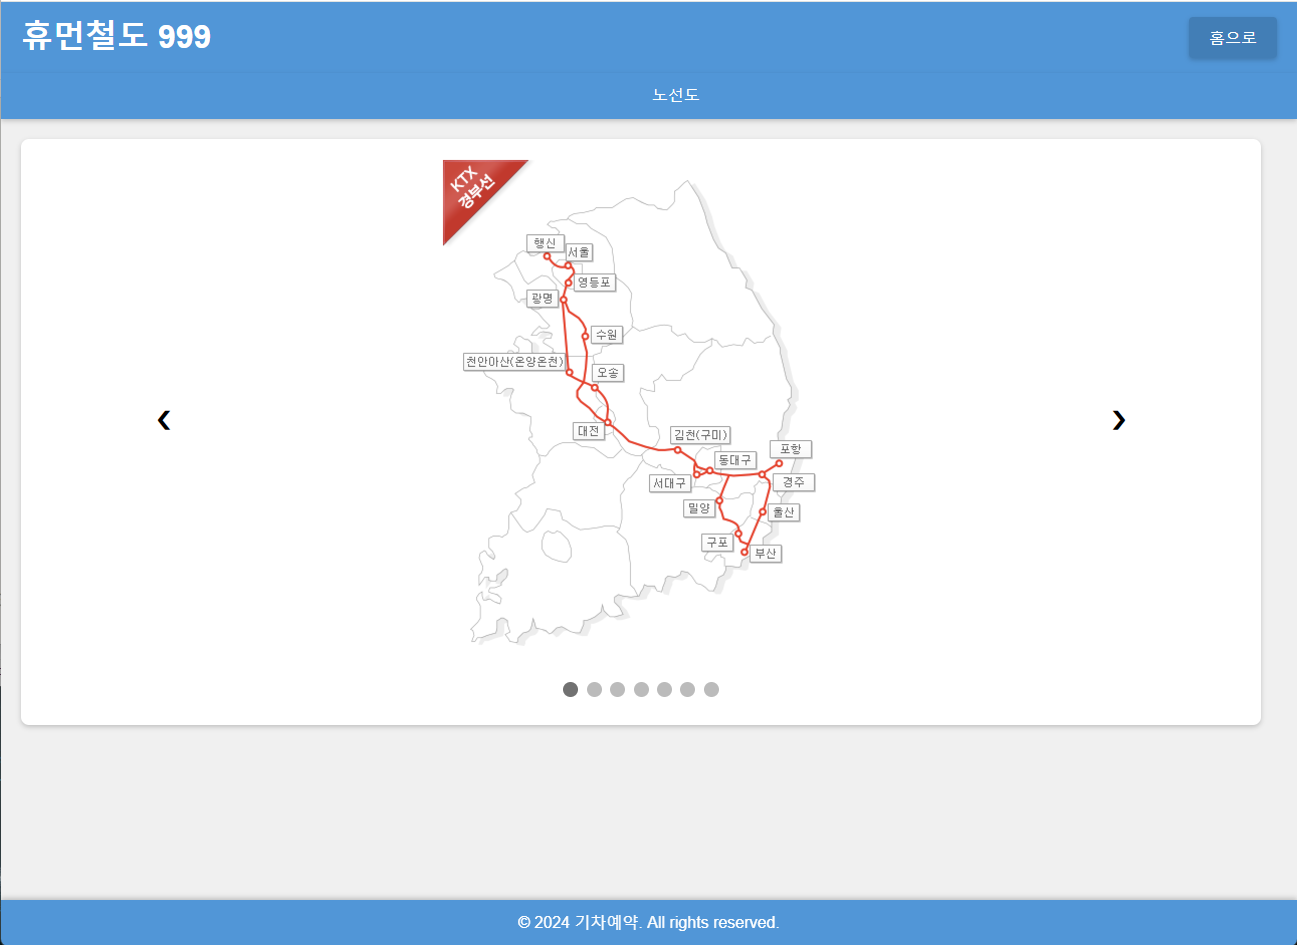 휴먼철도 999
홈으로
노선도
KTX
경부선
행신
서울
영등포
광명
수원
천안아산(온양온천)
오송
대전
김천(구미)
포항
동대구
서대구
경주
밀양
울산
구포
부산
© 2024 기차예약. All rights reserved.